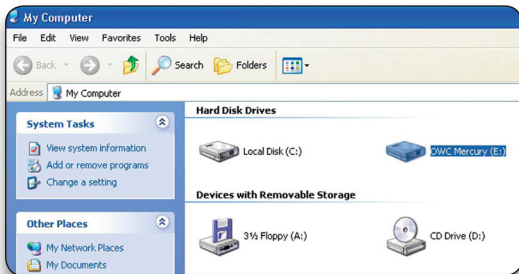 My Computer
File Edit View Favorites Tools Help
Back Search Folders
Address My Computer
System Tasks
View system information
Add or remove programs
Change a setting
Other Places
My Network Places
My Documents
Hard Disk Drives
Local Disk (C:) OWC Mercury (E:)
Devices with Removable Storage
3½ Floppy (A:) CD Drive (D:)